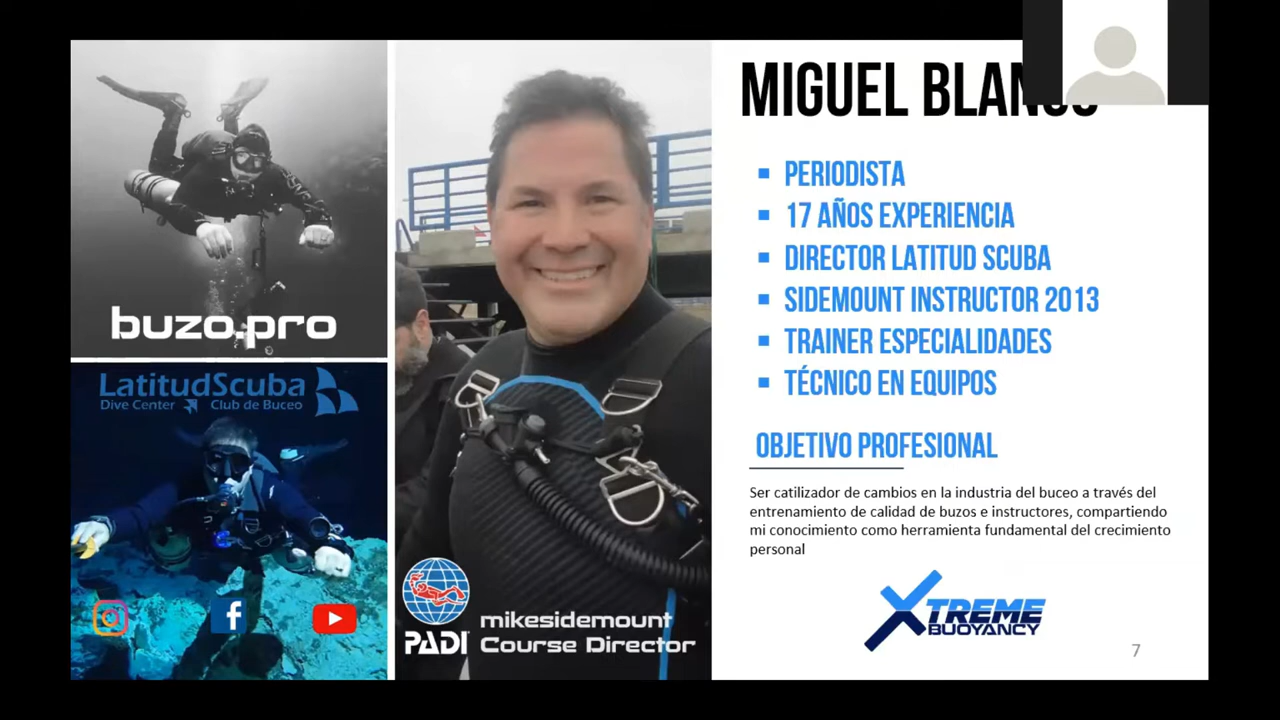 MIGUEL
PERIODISTA
17 AÑOS EXPERIENCIA
DIRECTOR LATITUD SCUBA
SIDEMOUNT INSTRUCTOR 2013
TRAINER ESPECIALIDADES
TÉCNICO EN EQUIPOS
OBJETIVO PROFESIONAL
Ser catilizador de cambios en la industria del buceo a través del
entrenamiento de calidad de buzos e instructores, compartiendo
mi conocimiento como herramienta fundamental del crecimiento
personal
XTREME
BUOYANCY
7
buzo.pro
LatitudScuba
Dive Center Club de Buceo
PADI
mikesidemount
Course Director